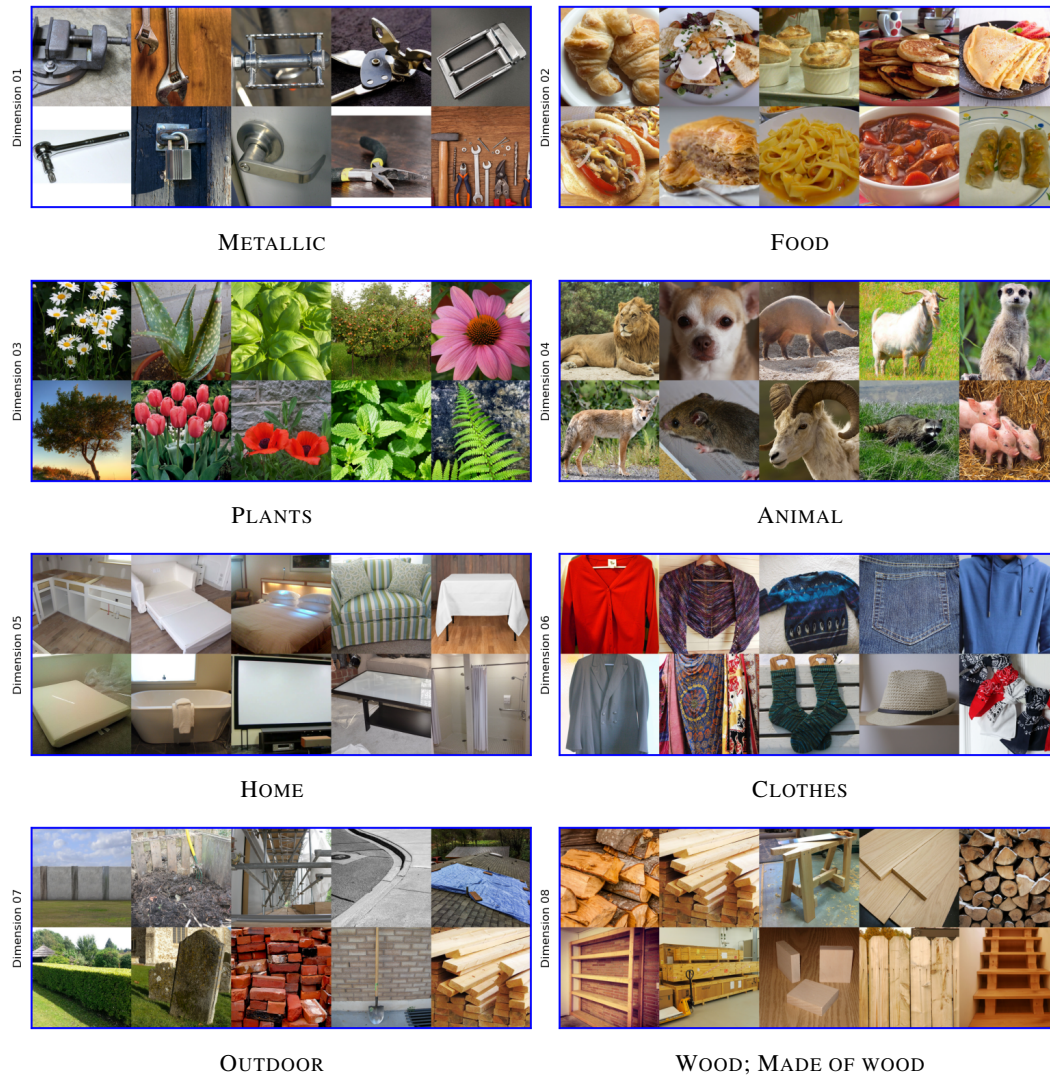 Dimension 01
METALLIC
Dimension 02
FOOD
Dimension 03
PLANTS
Dimension 04
ANIMAL
Dimension 05
HOME
Dimension 06
CLOTHES
Dimension 07
OUTDOOR
Dimension 08
WOOD; MADE OF WOOD